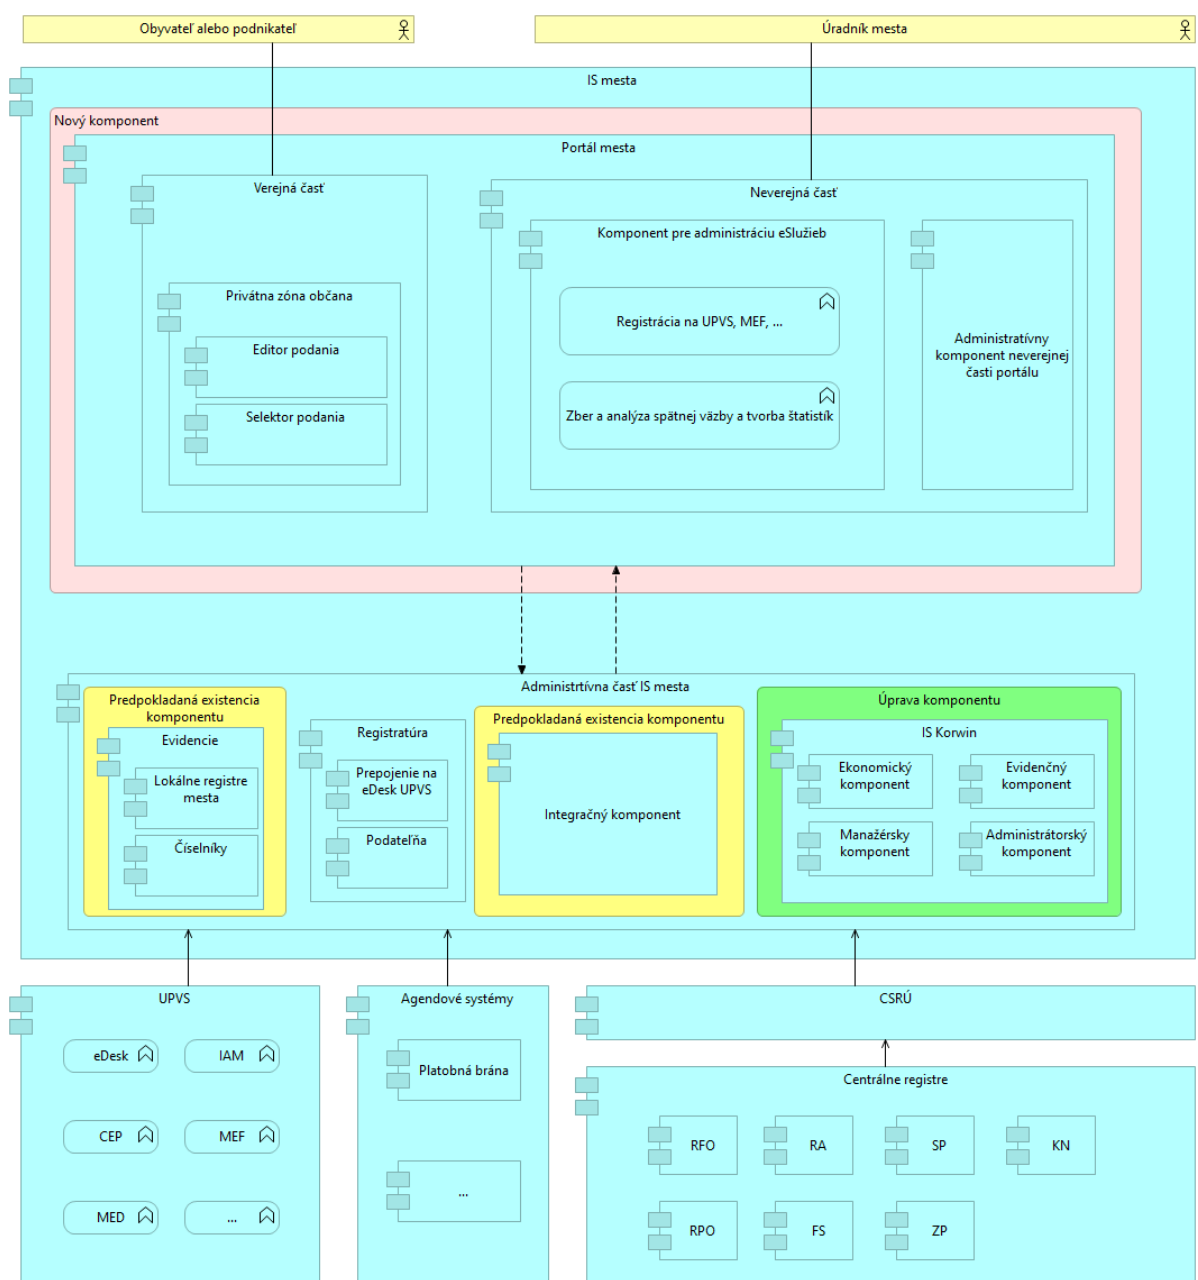 Obyvateľ alebo podnikateľ
Úradník mesta
IS mesta
Nový komponent
Portál mesta
Verejná časť
Privátna zóna občana
Editor podania
Selektor podania
Neverejná časť
Komponent pre administráciu eSlužieb
Registrácia na UPVS, MEF, ...
Zber a analýza spätnej väzby a tvorba štatistík
Administratívny
komponent neverejnej
časti portálu
Administrtívna časť IS mesta
Predpokladaná existencia
komponentu
Evidencie
Lokálne registre
mesta
Číselníky
Registratúra
Prepojenie na
eDesk UPVS
Podateľňa
Predpokladaná existencia komponentu
Integračný komponent
Úprava komponentu
IS Korwin
Ekonomický
komponent
Evidenčný
komponent
Manažérsky
komponent
Administrátorský
komponent
UPVS
eDesk
IAM
CEP
MEF
MED
...
Agendové systémy
Platobná brána
...
CSRÚ
Centrálne registre
RFO
RA
SP
KN
RPO
FS
ZP